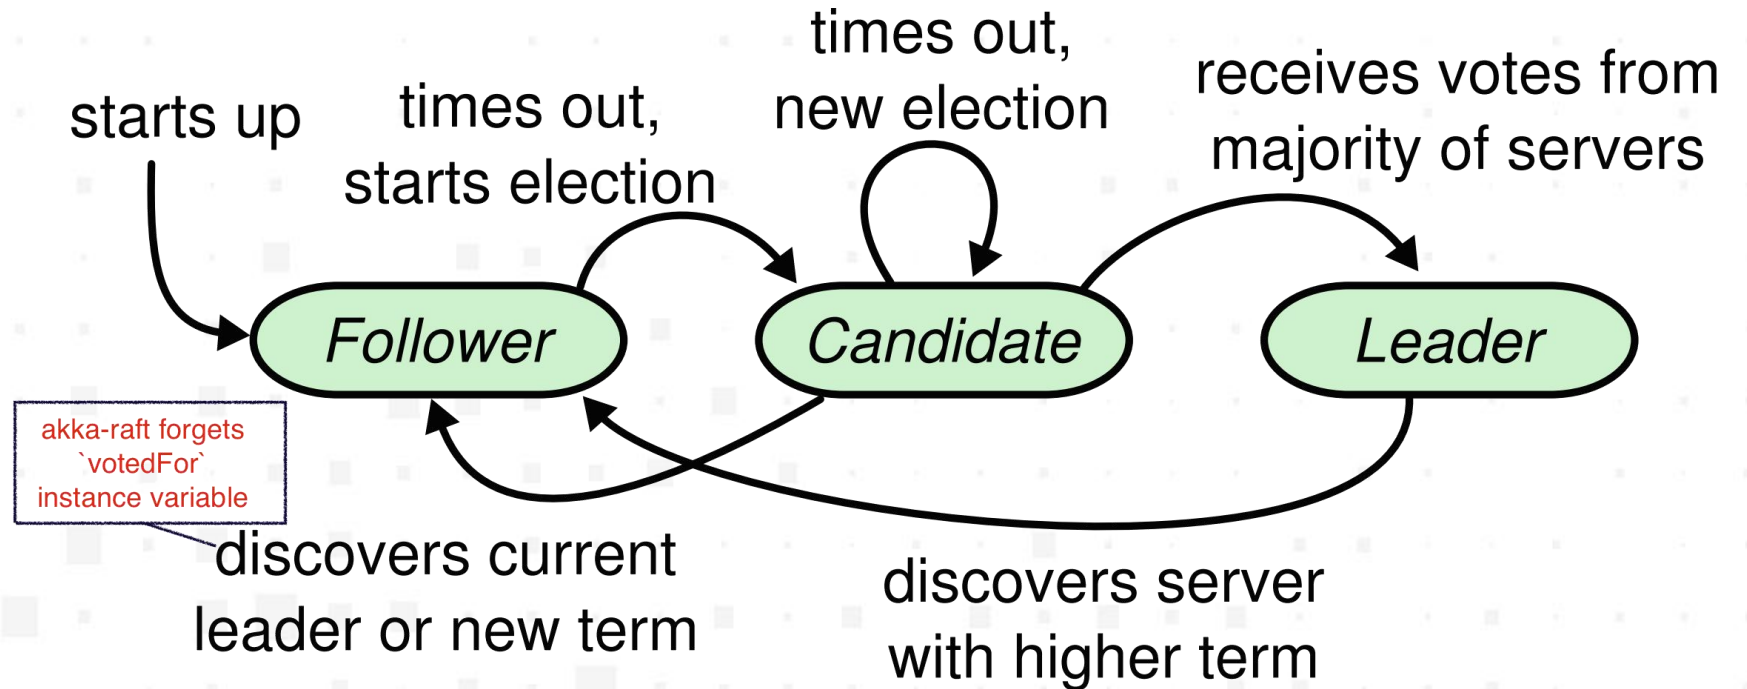 starts up
times out,
starts election
times out,
new election
receives votes from
majority of servers
Follower
Candidate
Leader
akka-raft forgets
`votedFor`
instance variable
discovers current
leader or new term
discovers server
with higher term